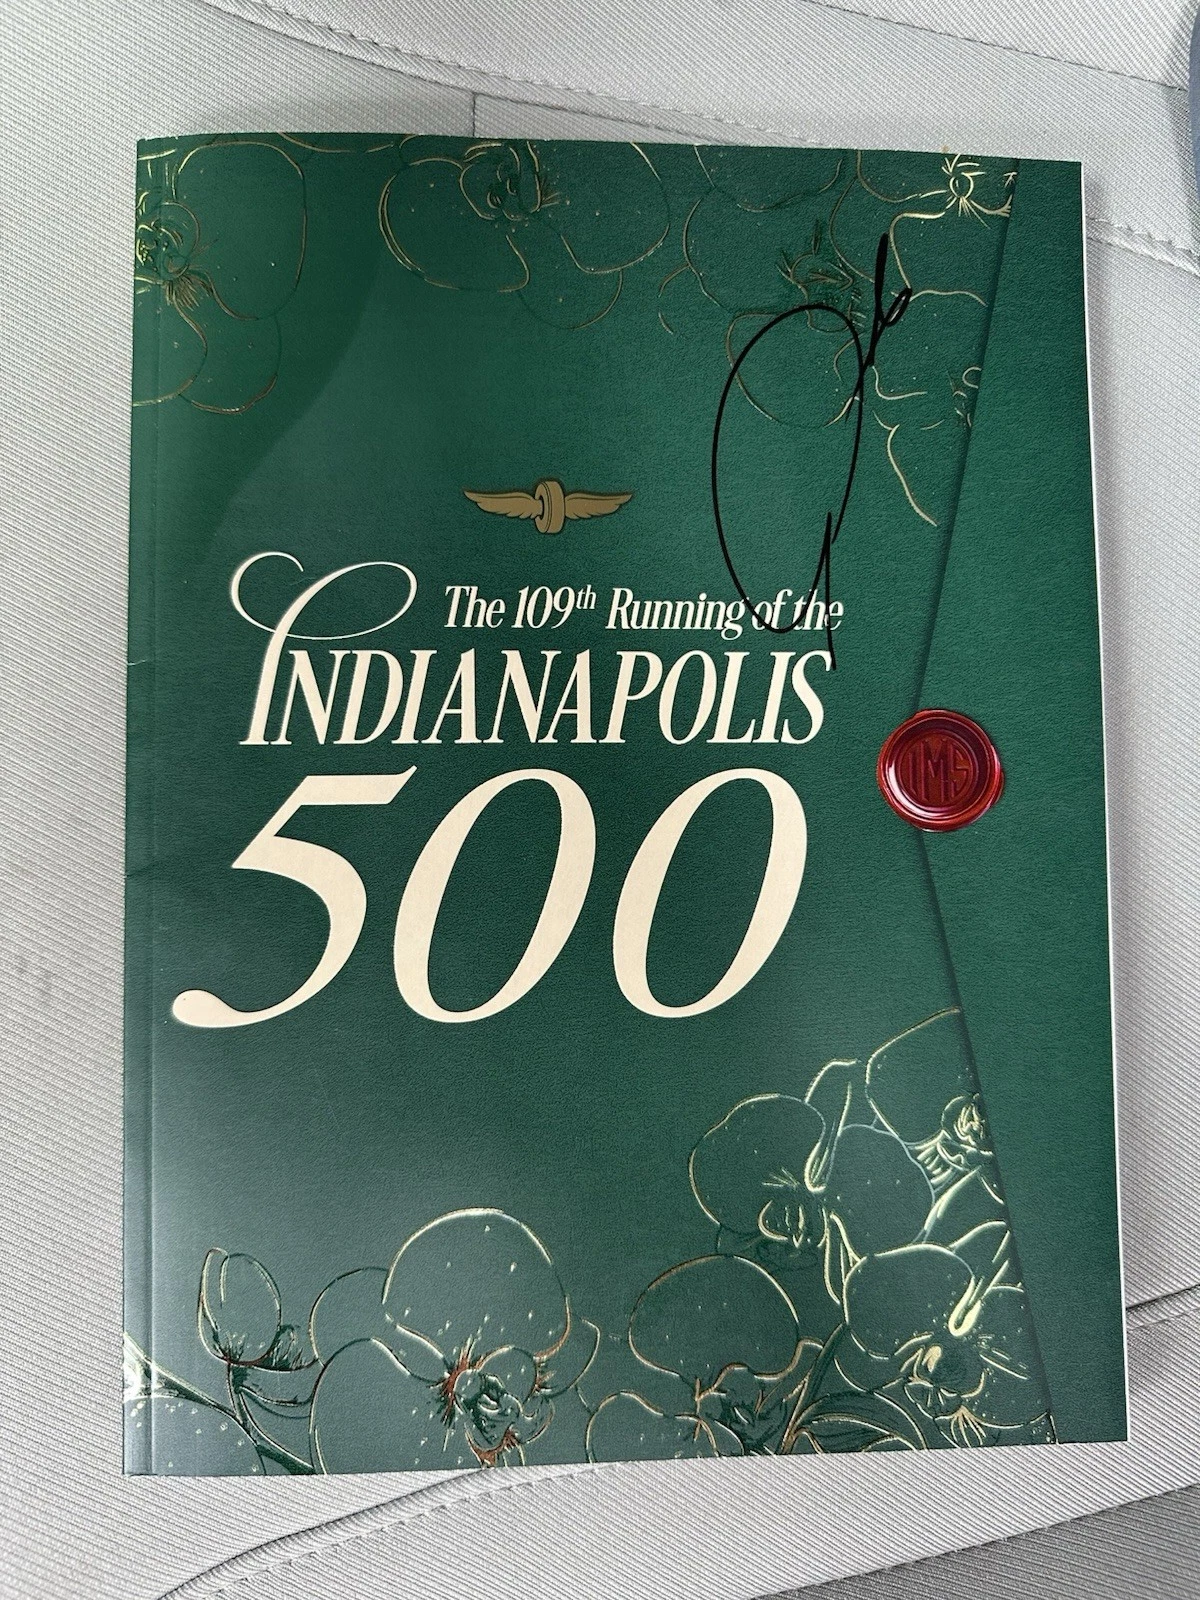 The 109th Running of the
INDIANAPOLIS
500
IMS